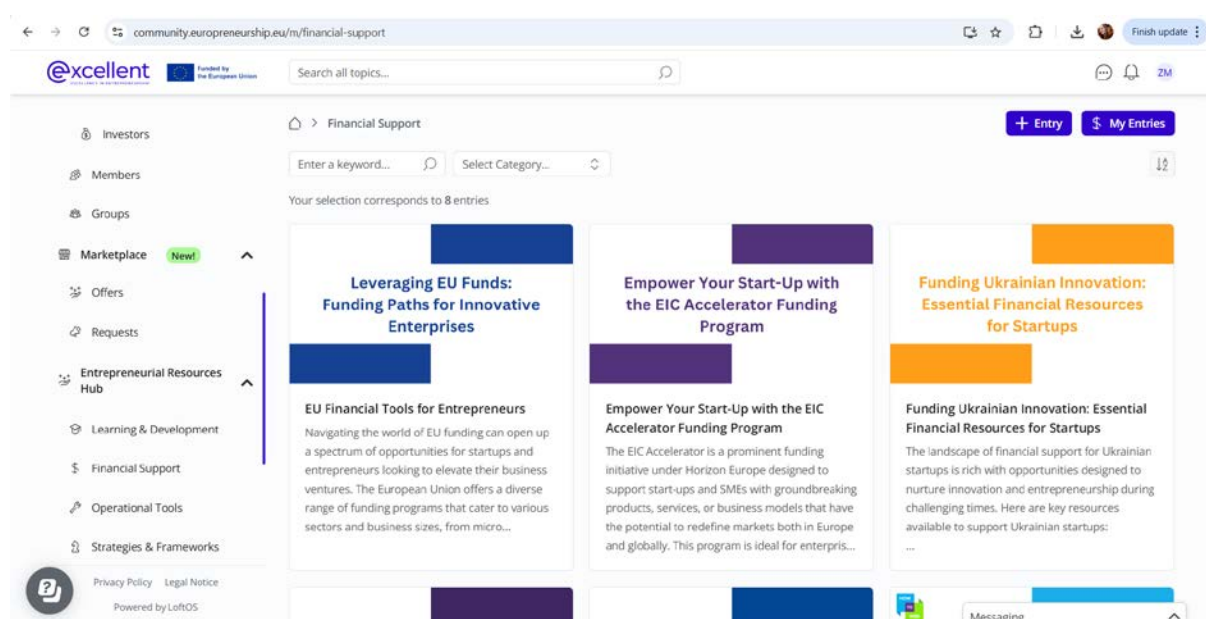 community.europreneurship.eu/m/financial-support
Finish update
excellent
Funded by
the European Union
Search all topics...
ZM
Investors
Members
Groups
Marketplace New!
Offers
Requests
Entrepreneurial Resources
Hub
Learning & Development
Financial Support
Operational Tools
Strategies & Frameworks
Privacy Policy Legal Notice
Powered by LoftOS
Financial Support
+ Entry
$ My Entries
Enter a keyword...
Select Category...
Your selection corresponds to 8 entries
Leveraging EU Funds:
Funding Paths for Innovative
Enterprises
EU Financial Tools for Entrepreneurs
Navigating the world of EU funding can open up
a spectrum of opportunities for startups and
entrepreneurs looking to elevate their business
ventures. The European Union offers a diverse
range of funding programs that cater to various
sectors and business sizes, from micro...
Empower Your Start-Up with
the EIC Accelerator Funding
Program
Empower Your Start-Up with the EIC
Accelerator Funding Program
The EIC Accelerator is a prominent funding
initiative under Horizon Europe designed to
support start-ups and SMEs with groundbreaking
products, services, or business models that have
the potential to redefine markets both in Europe
and globally. This program is ideal for enterpris...
Funding Ukrainian Innovation:
Essential Financial Resources
for Startups
Funding Ukrainian Innovation: Essential
Financial Resources for Startups
The landscape of financial support for Ukrainian
startups is rich with opportunities designed to
nurture innovation and entrepreneurship during
challenging times. Here are key resources
available to support Ukrainian startups:
...
Messaging